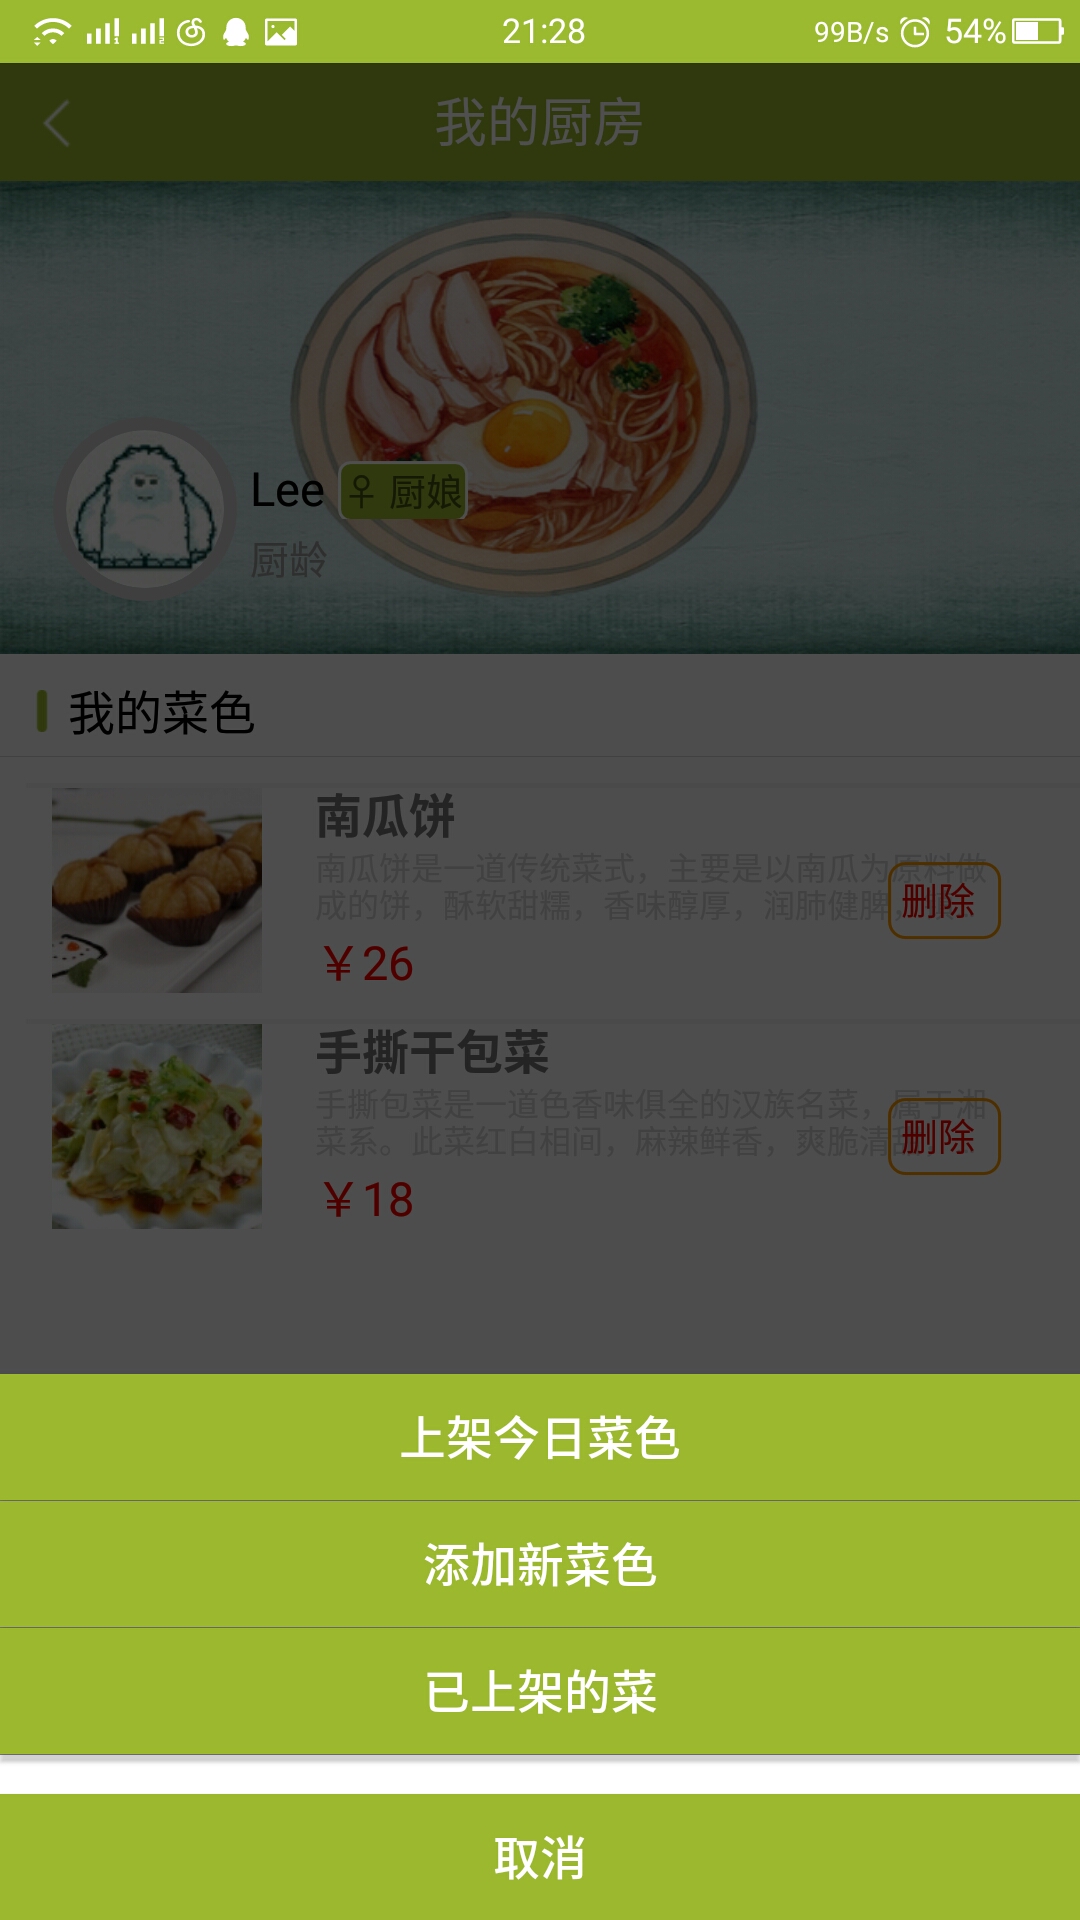 21:28
99B/s
54%
我的厨房
Lee
♀ 厨娘
厨龄
我的菜色
南瓜饼
南瓜饼是一道传统菜式，主要是以南瓜为原料做
成的饼，酥软甜糯，香味醇厚，润肺健脾
删除
￥26
手撕干包菜
手撕包菜是一道色香味俱全的汉族名菜，属于湘
菜系。此菜红白相间，麻辣鲜香，爽脆清
删除
￥18
上架今日菜色
添加新菜色
已上架的菜
取消